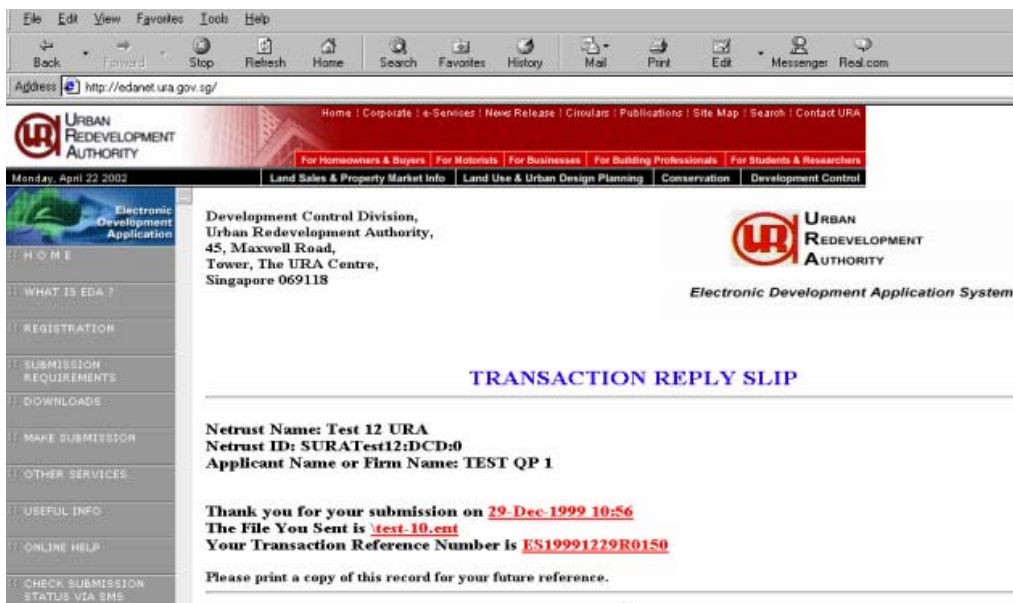 File Edit View Favorites Tools Help
Back Forward Stop Refresh Home Search Favorites History Mail Print Edit Messenger Real.com
Address http://edanet.ura.gov.sg/
URBAN
REDEVELOPMENT
AUTHORITY
Home | Corporate | e-Services | News Release | Circulars | Publications | Site Map | Search | Contact URA
For Homeowners & Buyers For Motorists For Businesses For Building Professionals For Students & Researchers
Monday, April 22 2002
Land Sales & Property Market Info Land Use & Urban Design Planning Conservation Development Control
Electronic
Development
Application
HOME
WHAT IS EDA ?
REGISTRATION
SUBMISSION
REQUIREMENTS
DOWNLOADS
MAKE SUBMISSION
OTHER SERVICES
USEFUL INFO
ONLINE HELP
CHECK SUBMISSION
STATUS VIA SMS
Development Control Division,
Urban Redevelopment Authority,
45, Maxwell Road,
Tower, The URA Centre,
Singapore 069118
URBAN
REDEVELOPMENT
AUTHORITY
Electronic Development Application System
TRANSACTION REPLY SLIP
Netrust Name: Test 12 URA
Netrust ID: SURATest12:DCD:0
Applicant Name or Firm Name: TEST QP 1
Thank you for your submission on 29-Dec-1999 10:56
The File You Sent is \test-10.ent
Your Transaction Reference Number is ES19991229R0150
Please print a copy of this record for your future reference.